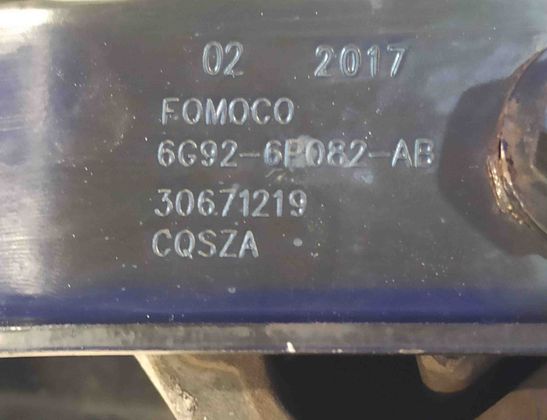 02 2017
FOMOCO
6G92-6P082-AB
30671219
CQSZA